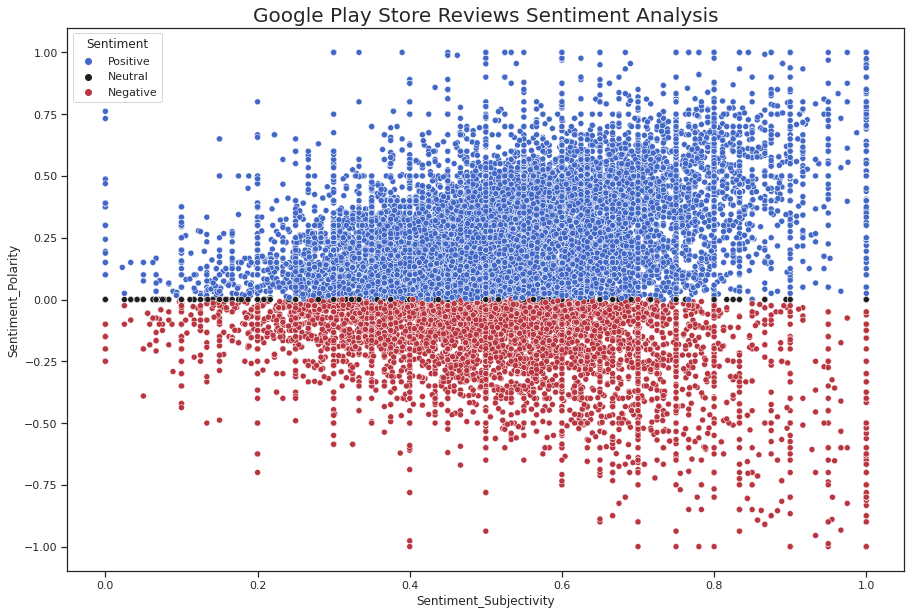 Google Play Store Reviews Sentiment Analysis
Sentiment
Positive
Neutral
Negative
Sentiment_Polarity
1.00
0.75
0.50
0.25
0.00
−0.25
−0.50
−0.75
−1.00
0.0 0.2 0.4 0.6 0.8 1.0
Sentiment_Subjectivity